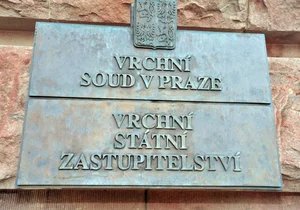 VRCHNÍ
SOUD V PRAZE
VRCHNÍ
STÁTNÍ
ZASTUPITELSTVÍ